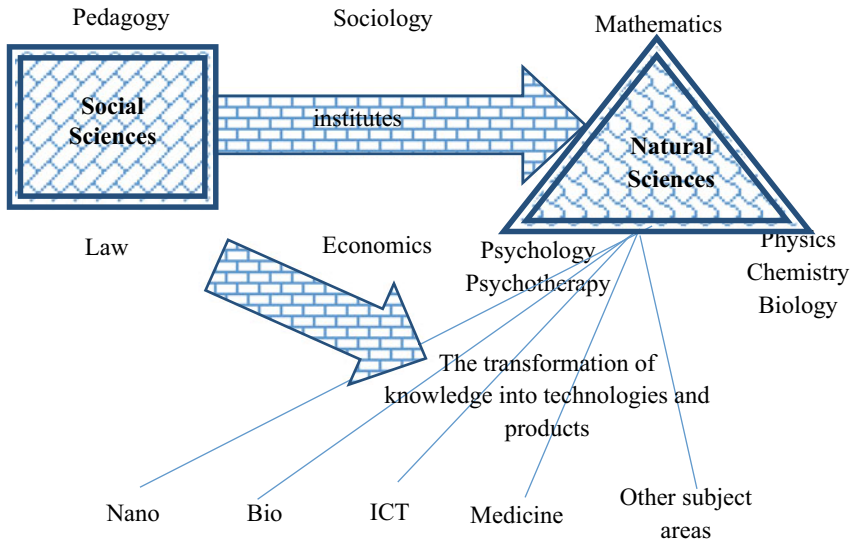 Pedagogy
Sociology
Mathematics
Social
Sciences
institutes
Natural
Sciences
Law
Economics
Psychology
Psychotherapy
Physics
Chemistry
Biology
The transformation of
knowledge into technologies and
products
Nano
Bio
ICT
Medicine
Other subject
areas